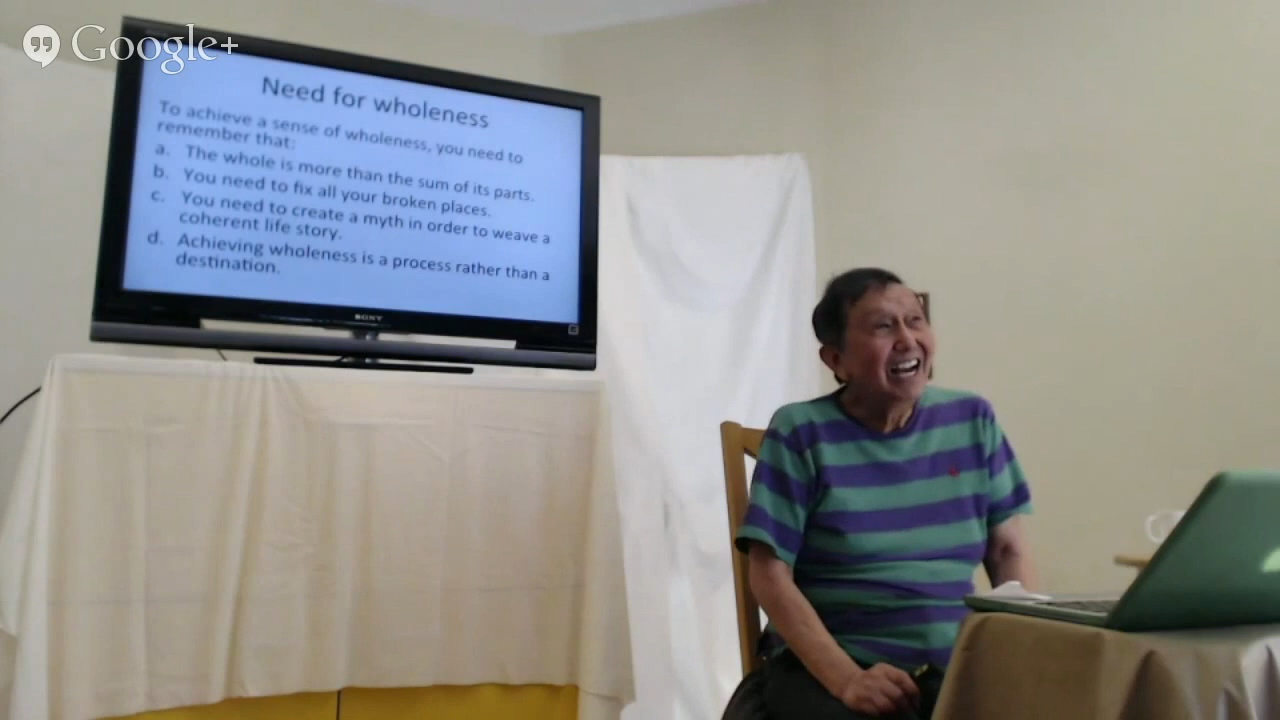 Google+
Need for wholeness
To achieve a sense of wholeness, you need to
remember that:
a. The whole is more than the sum of its parts.
b. You need to fix all your broken places.
c. You need to create a myth in order to weave a
coherent life story.
d. Achieving wholeness is a process rather than a
destination.
SONY